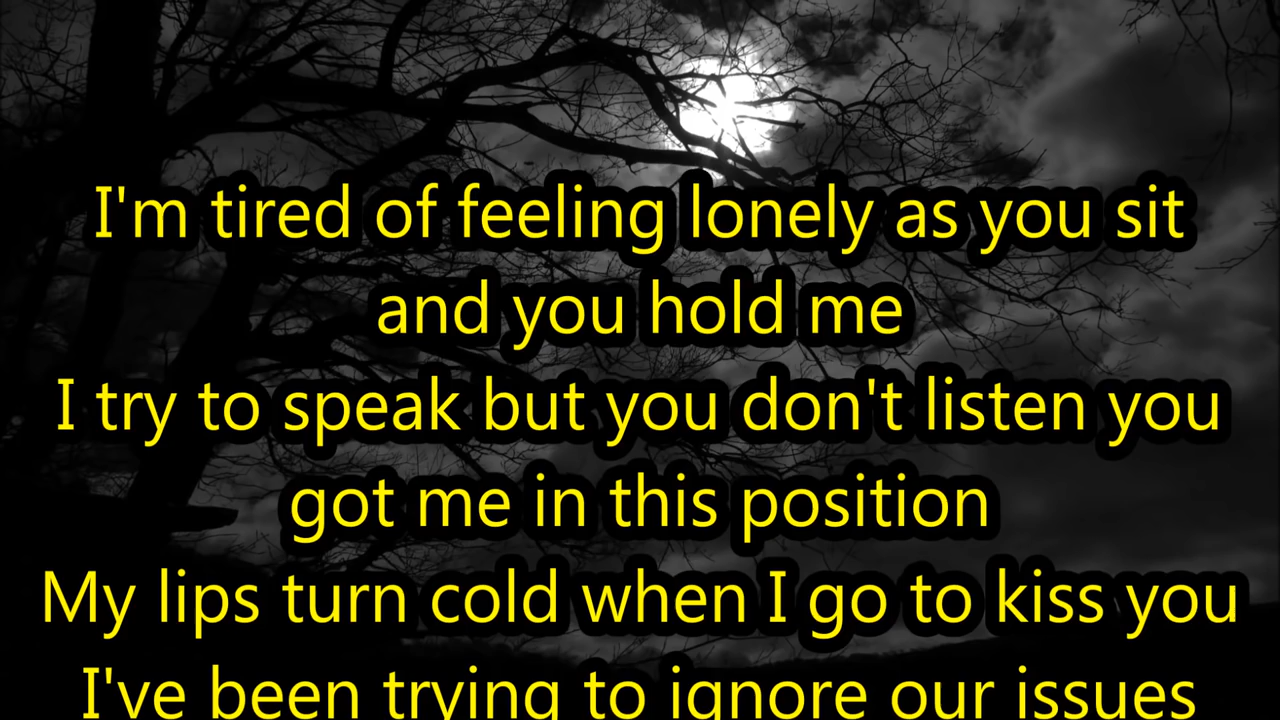 I'm tired of feeling lonely as you sit
and you hold me
I try to speak but you don't listen you
got me in this position
My lips turn cold when I go to kiss you
I've been trying to ignore our issues